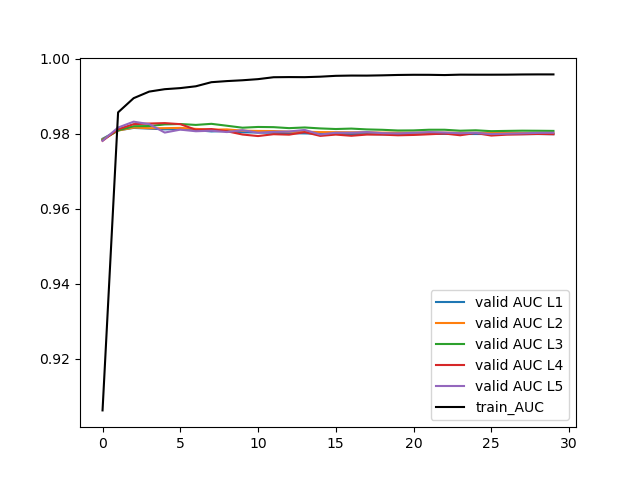 1.00
0.98
0.96
0.94
0.92
valid AUC L1
valid AUC L2
valid AUC L3
valid AUC L4
valid AUC L5
train_AUC
0 5 10 15 20 25 30